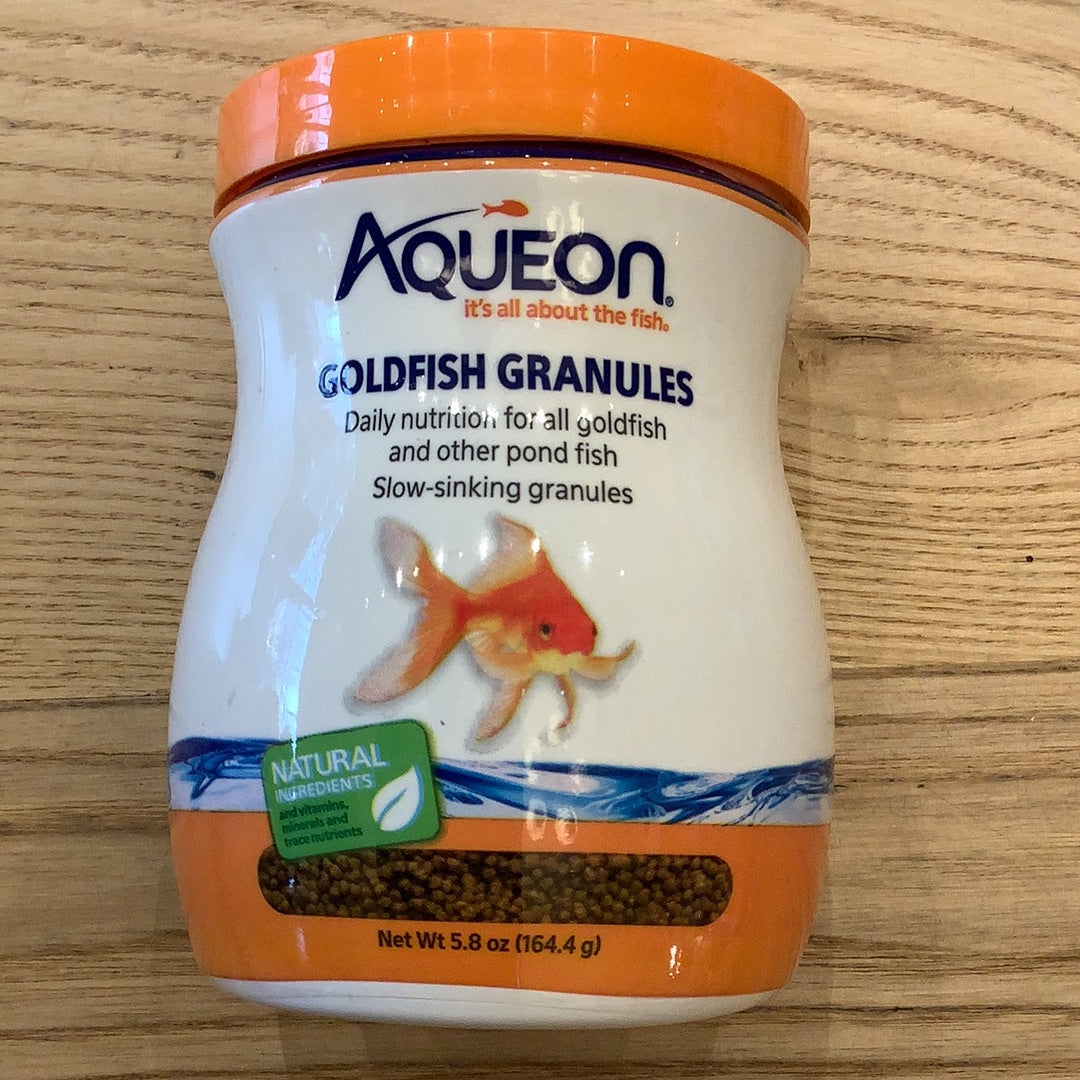 AQUEON®
it's all about the fish.
GOLDFISH GRANULES
Daily nutrition for all goldfish
and other pond fish
Slow-sinking granules
NATURAL
INGREDIENTS
and vitamins,
minerals and
trace nutrients
Net Wt 5.8 oz (164.4 g)